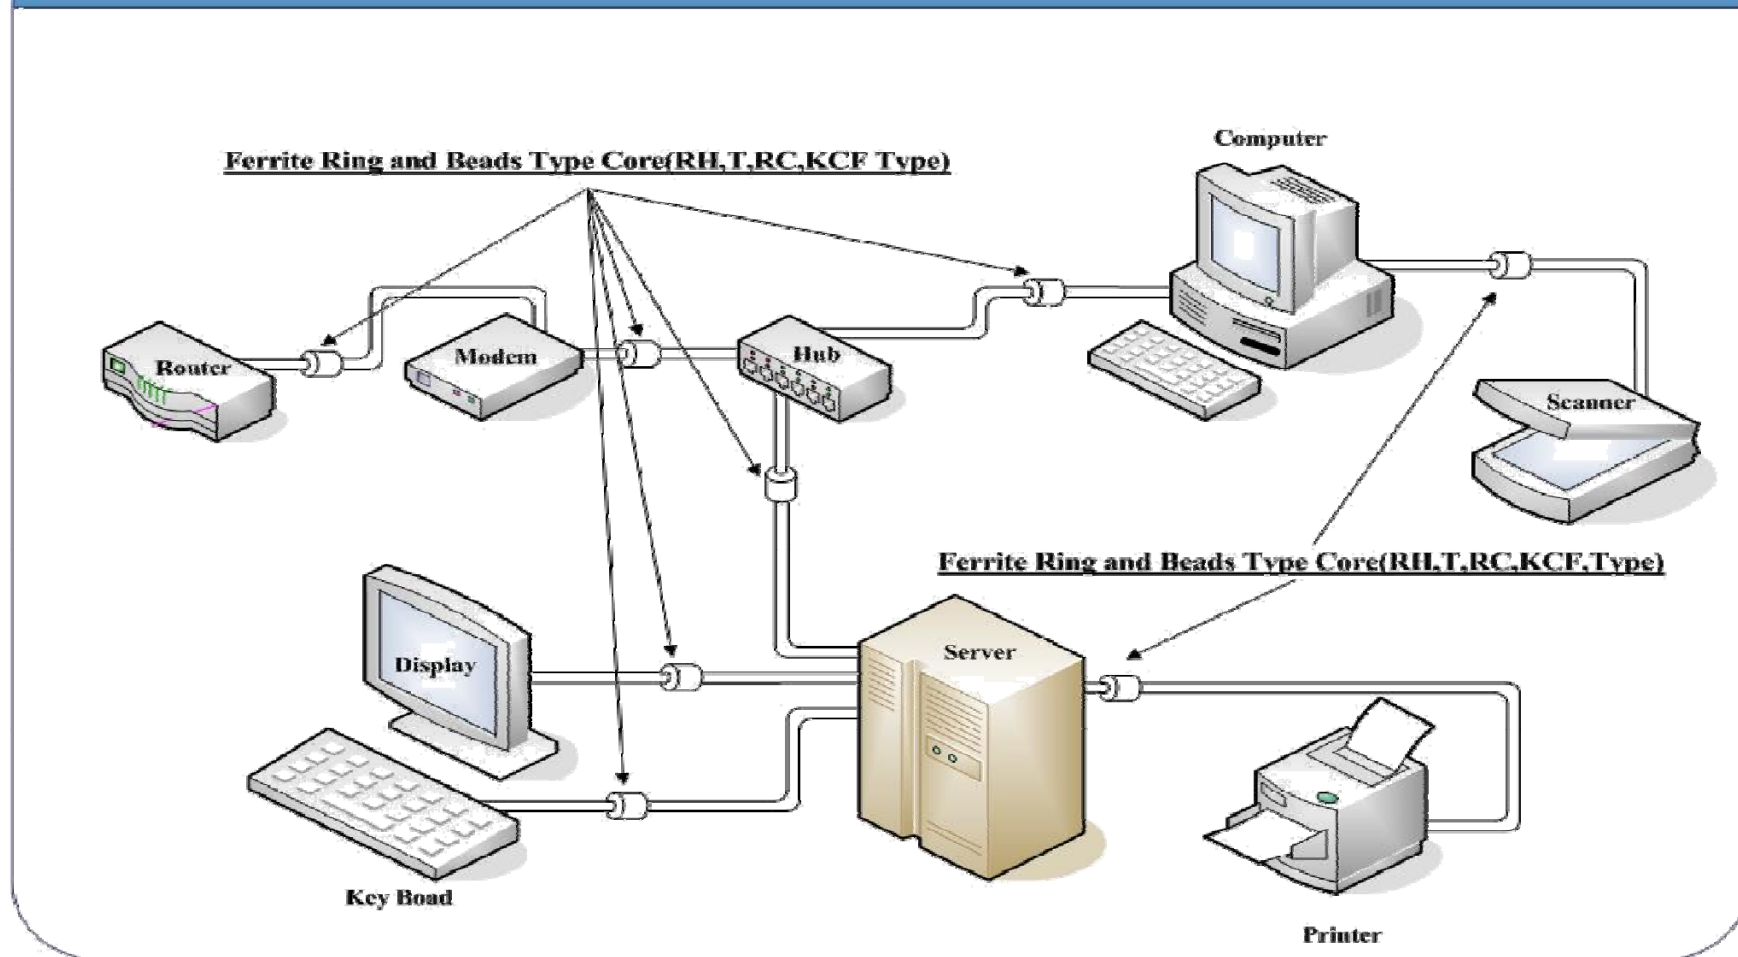 Computer
Ferrite Ring and Beads Type Core(RH,T,RC,KCF Type)
Router
Modem
Hub
Scanner
Ferrite Ring and Beads Type Core(RH,T,RC,KCF,Type)
Display
Server
Key Boad
Printer